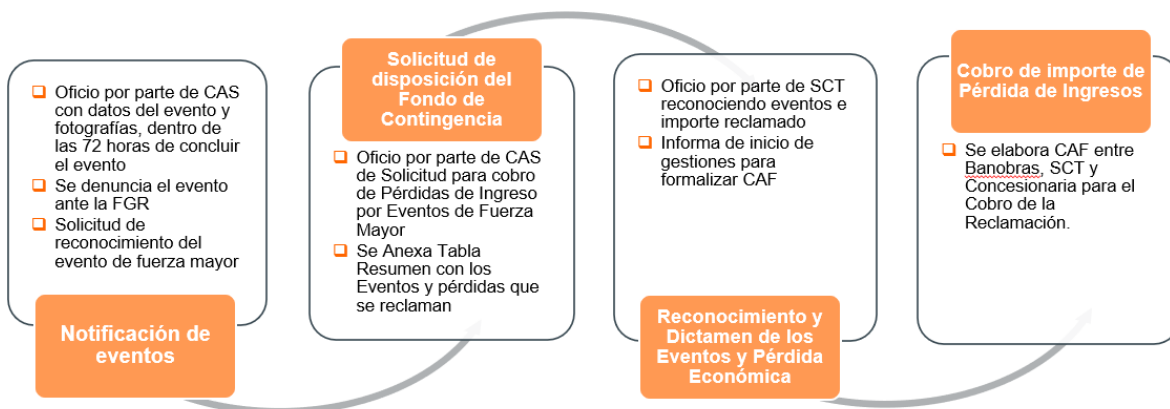 Oficio por parte de CAS
con datos del evento y
fotografías, dentro de
las 72 horas de concluir
el evento
Se denuncia el evento
ante la FGR
Solicitud de
reconocimiento del
evento de fuerza mayor
Notificación de
eventos
Solicitud de
disposición del
Fondo de
Contingencia
Oficio por parte de CAS
de Solicitud para cobro
de Pérdidas de Ingreso
por Eventos de Fuerza
Mayor
Se Anexa Tabla
Resumen con los
Eventos y pérdidas que
se reclaman
Oficio por parte de SCT
reconociendo eventos e
importe reclamado
Informa de inicio de
gestiones para
formalizar CAF
Reconocimiento y
Dictamen de los
Eventos y Pérdida
Económica
Cobro de importe de
Pérdida de Ingresos
Se elabora CAF entre
Banobras, SCT y
Concesionaria para el
Cobro de la
Reclamación.